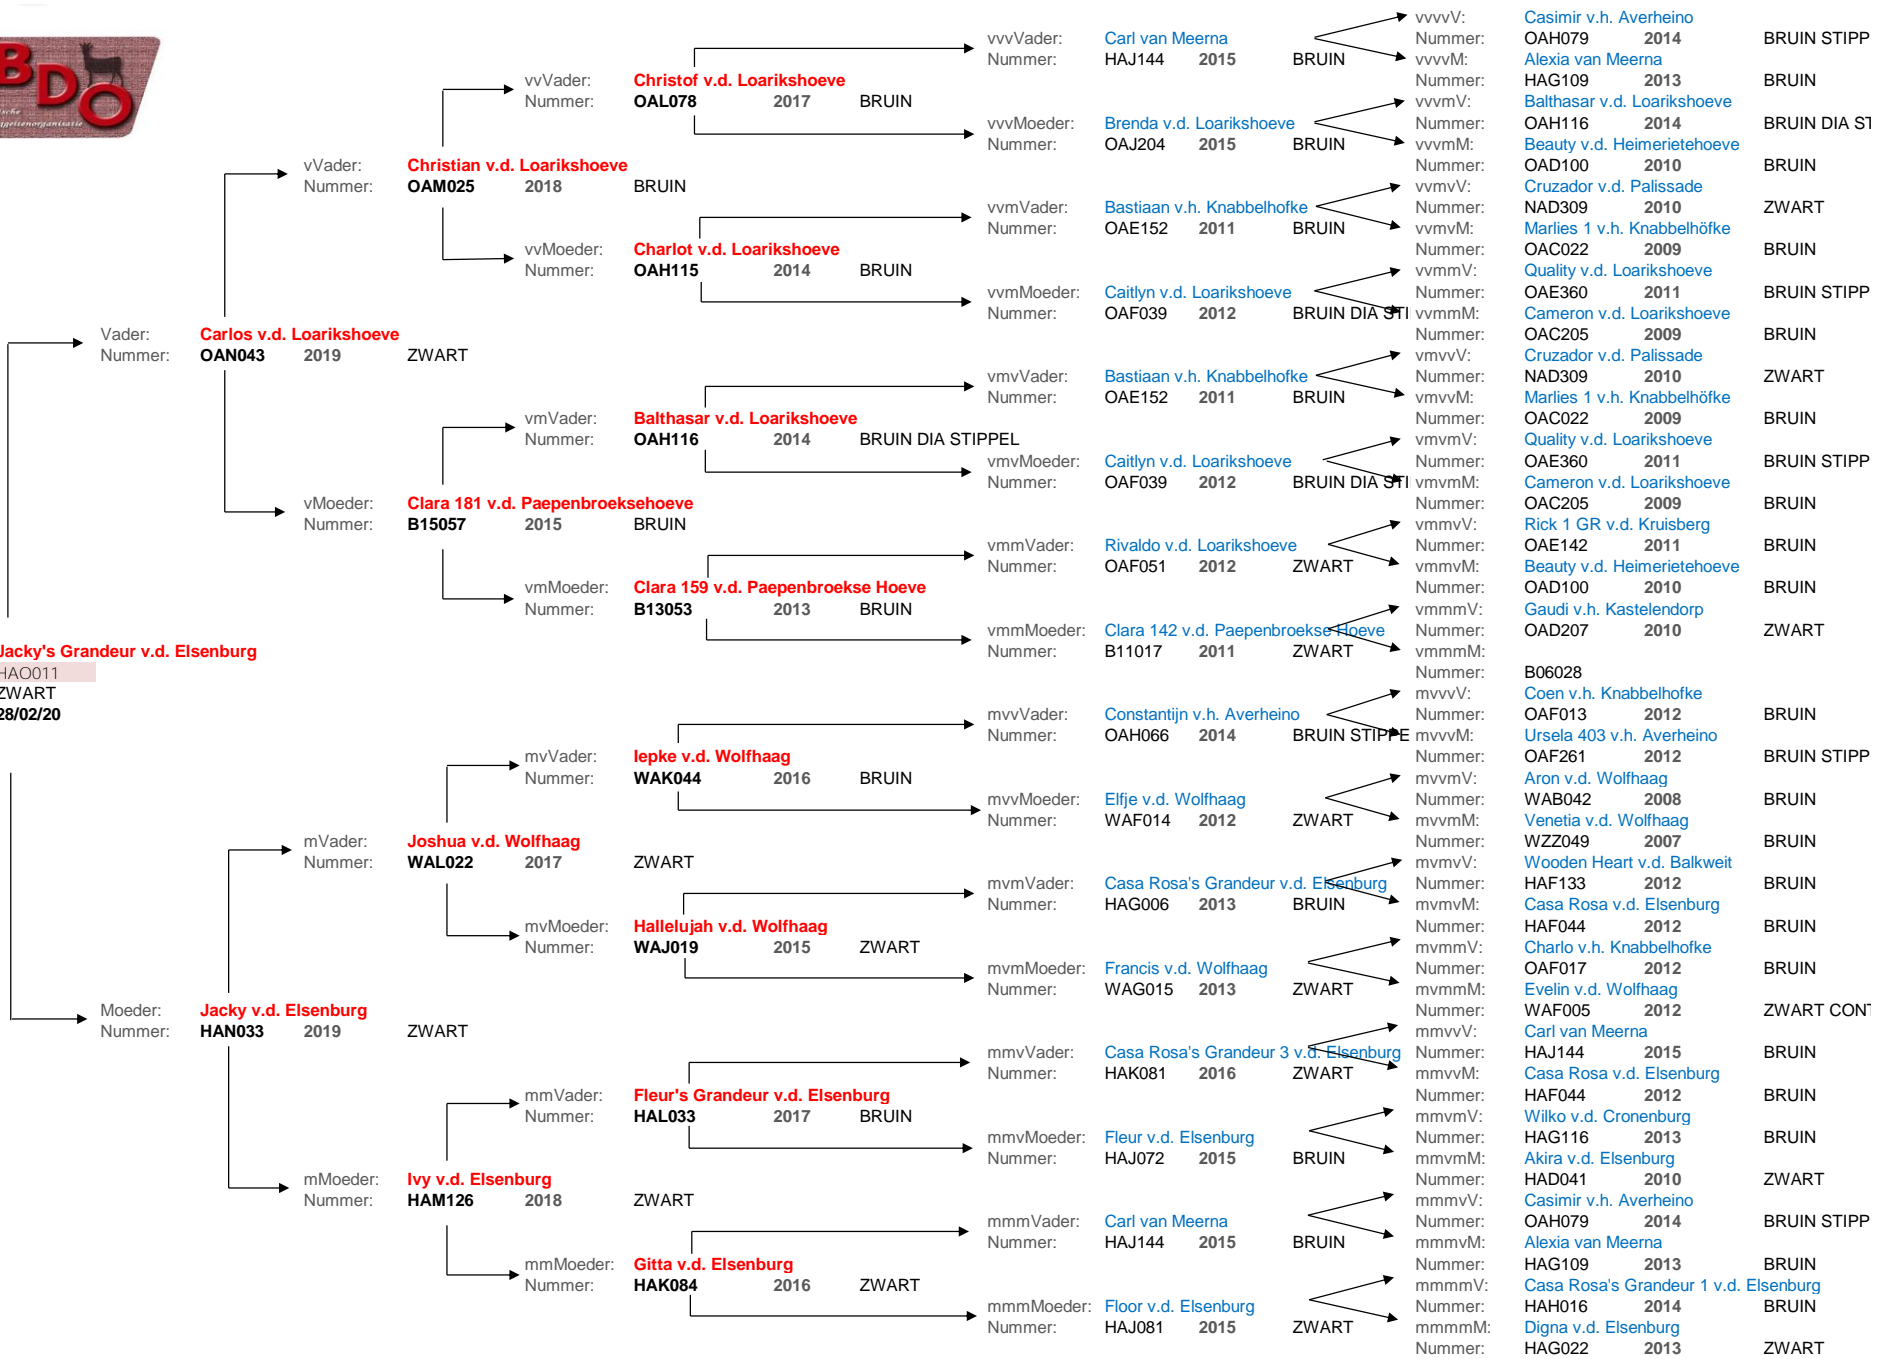 BDO
vvvVader: Carl van Meerna
Nummer: HAJ144 2015 BRUIN
vvvvV: Casimir v.h. Averheino
Nummer: OAH079 2014 BRUIN STIPP
vvvvM: Alexia van Meerna
Nummer: HAG109 2013 BRUIN
vvVader: Christof v.d. Loarikshoeve
Nummer: OAL078 2017 BRUIN
vvvMoeder: Brenda v.d. Loarikshoeve
Nummer: OAJ204 2015 BRUIN
vvvmV: Balthasar v.d. Loarikshoeve
Nummer: OAH116 2014 BRUIN DIA ST
vvvmM: Beauty v.d. Heimerietehoeve
Nummer: OAD100 2010 BRUIN
vVader: Christian v.d. Loarikshoeve
Nummer: OAM025 2018 BRUIN
vvmVader: Bastiaan v.h. Knabbelhofke
Nummer: OAE152 2011 BRUIN
vvmvV: Cruzador v.d. Palissade
Nummer: NAD309 2010 ZWART
vvmvM: Marlies 1 v.h. Knabbelhöfke
Nummer: OAC022 2009 BRUIN
vvMoeder: Charlot v.d. Loarikshoeve
Nummer: OAH115 2014 BRUIN
vvmMoeder: Caitlyn v.d. Loarikshoeve
Nummer: OAF039 2012 BRUIN DIA STI
vvmmV: Quality v.d. Loarikshoeve
Nummer: OAE360 2011 BRUIN STIPP
vvmmM: Cameron v.d. Loarikshoeve
Nummer: OAC205 2009 BRUIN
Vader: Carlos v.d. Loarikshoeve
Nummer: OAN043 2019 ZWART
vmvVader: Bastiaan v.h. Knabbelhofke
Nummer: OAE152 2011 BRUIN
vmvvV: Cruzador v.d. Palissade
Nummer: NAD309 2010 ZWART
vmvvM: Marlies 1 v.h. Knabbelhöfke
Nummer: OAC022 2009 BRUIN
vmVader: Balthasar v.d. Loarikshoeve
Nummer: OAH116 2014 BRUIN DIA STIPPEL
vmvMoeder: Caitlyn v.d. Loarikshoeve
Nummer: OAF039 2012 BRUIN DIA STI
vmvmV: Quality v.d. Loarikshoeve
Nummer: OAE360 2011 BRUIN STIPP
vmvmM: Cameron v.d. Loarikshoeve
Nummer: OAC205 2009 BRUIN
vMoeder: Clara 181 v.d. Paepenbroeksehoeve
Nummer: B15057 2015 BRUIN
vmmVader: Rivaldo v.d. Loarikshoeve
Nummer: OAF051 2012 ZWART
vmmvV: Rick 1 GR v.d. Kruisberg
Nummer: OAE142 2011 BRUIN
vmmvM: Beauty v.d. Heimerietehoeve
Nummer: OAD100 2010 BRUIN
vmMoeder: Clara 159 v.d. Paepenbroekse Hoeve
Nummer: B13053 2013 BRUIN
vmmMoeder: Clara 142 v.d. Paepenbroekse Hoeve
Nummer: B11017 2011 ZWART
vmmmV: Gaudi v.h. Kastelendorp
Nummer: OAD207 2010 ZWART
vmmmM:
Nummer: B06028
Jacky's Grandeur v.d. Elsenburg
HAO011
ZWART
28/02/20
mvvVader: Constantijn v.h. Averheino
Nummer: OAH066 2014 BRUIN STIPPE
mvvvV: Coen v.h. Knabbelhofke
Nummer: OAF013 2012 BRUIN
mvvvM: Ursela 403 v.h. Averheino
Nummer: OAF261 2012 BRUIN STIPP
mvVader: Iepke v.d. Wolfhaag
Nummer: WAK044 2016 BRUIN
mvvMoeder: Elfje v.d. Wolfhaag
Nummer: WAF014 2012 ZWART
mvvmV: Aron v.d. Wolfhaag
Nummer: WAB042 2008 BRUIN
mvvmM: Venetia v.d. Wolfhaag
Nummer: WZZ049 2007 BRUIN
mVader: Joshua v.d. Wolfhaag
Nummer: WAL022 2017 ZWART
mvmVader: Casa Rosa's Grandeur v.d. Elsenburg
Nummer: HAG006 2013 BRUIN
mvmvV: Wooden Heart v.d. Balkweit
Nummer: HAF133 2012 BRUIN
mvmvM: Casa Rosa v.d. Elsenburg
Nummer: HAF044 2012 BRUIN
mvMoeder: Hallelujah v.d. Wolfhaag
Nummer: WAJ019 2015 ZWART
mvmMoeder: Francis v.d. Wolfhaag
Nummer: WAG015 2013 ZWART
mvmmV: Charlo v.h. Knabbelhofke
Nummer: OAF017 2012 BRUIN
mvmmM: Evelin v.d. Wolfhaag
Nummer: WAF005 2012 ZWART CONT
Moeder: Jacky v.d. Elsenburg
Nummer: HAN033 2019 ZWART
mmvVader: Casa Rosa's Grandeur 3 v.d. Elsenburg
Nummer: HAK081 2016 ZWART
mmvvV: Carl van Meerna
Nummer: HAJ144 2015 BRUIN
mmvvM: Casa Rosa v.d. Elsenburg
Nummer: HAF044 2012 BRUIN
mmVader: Fleur's Grandeur v.d. Elsenburg
Nummer: HAL033 2017 BRUIN
mmvMoeder: Fleur v.d. Elsenburg
Nummer: HAJ072 2015 BRUIN
mmvmV: Wilko v.d. Cronenburg
Nummer: HAG116 2013 BRUIN
mmvmM: Akira v.d. Elsenburg
Nummer: HAD041 2010 ZWART
mMoeder: Ivy v.d. Elsenburg
Nummer: HAM126 2018 ZWART
mmmVader: Carl van Meerna
Nummer: HAJ144 2015 BRUIN
mmmvV: Casimir v.h. Averheino
Nummer: OAH079 2014 BRUIN STIPP
mmmvM: Alexia van Meerna
Nummer: HAG109 2013 BRUIN
mmMoeder: Gitta v.d. Elsenburg
Nummer: HAK084 2016 ZWART
mmmMoeder: Floor v.d. Elsenburg
Nummer: HAJ081 2015 ZWART
mmmmV: Casa Rosa's Grandeur 1 v.d. Elsenburg
Nummer: HAH016 2014 BRUIN
mmmmM: Digna v.d. Elsenburg
Nummer: HAG022 2013 ZWART